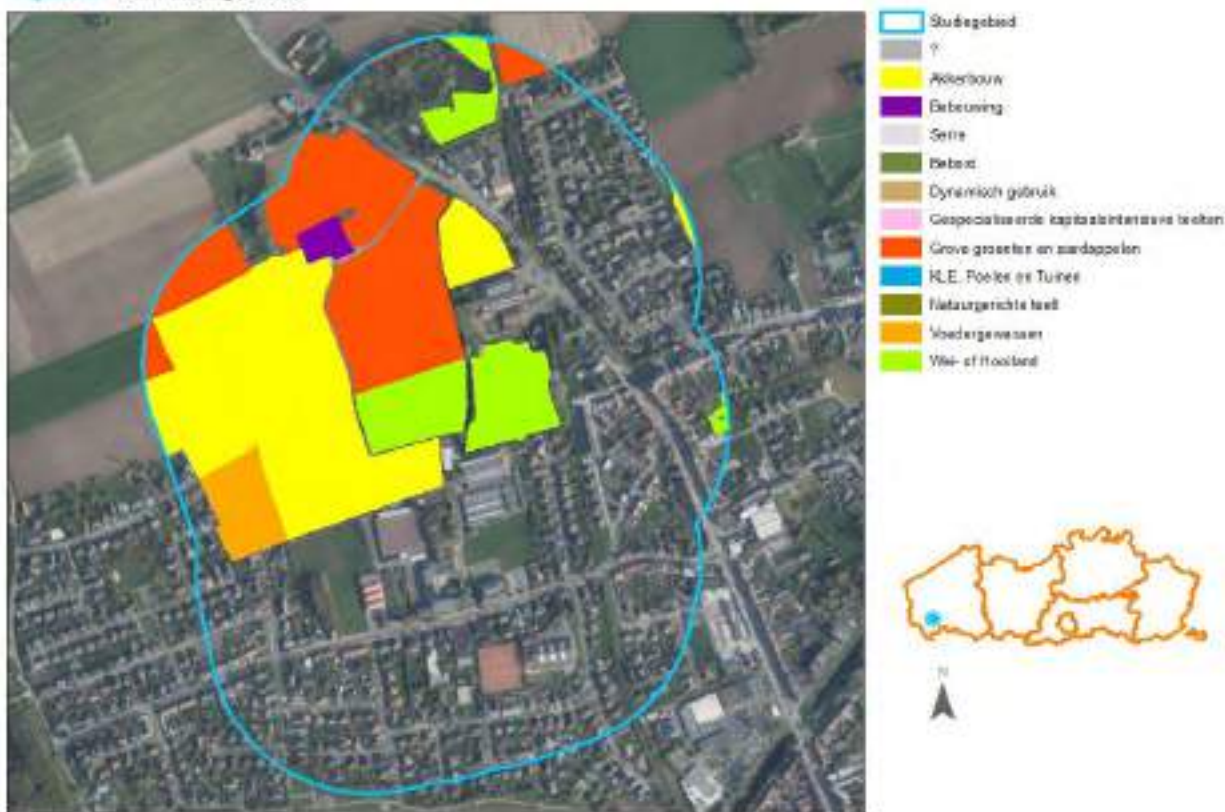 Studiegebied
?
Akkerbouw
Bebouwing
Serre
Bebost
Dynamisch gebruik
Gespecialiseerde kapitaalsintensieve teelten
Grove groenten en aardappelen
KLE, Poelen en Tuinen
Natuurgerichte teelt
Voedergewassen
Wei- of Hooiland
N